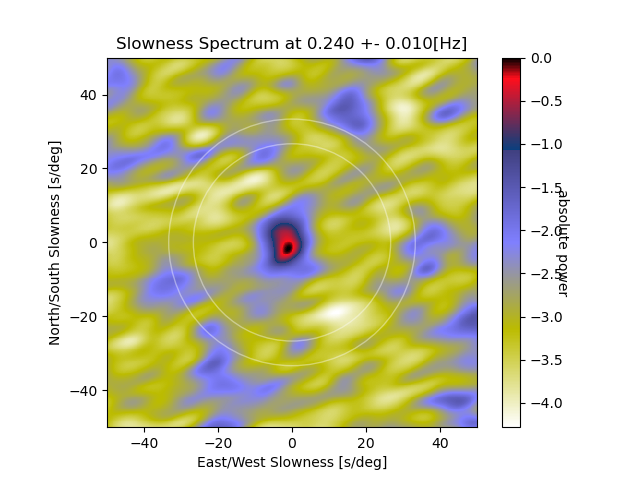 Slowness Spectrum at 0.240 +- 0.010[Hz]
North/South Slowness [s/deg]
40
20
0
−20
−40
−40 −20 0 20 40
East/West Slowness [s/deg]
0.0
−0.5
−1.0
−1.5
−2.0
−2.5
−3.0
−3.5
−4.0
absolute power